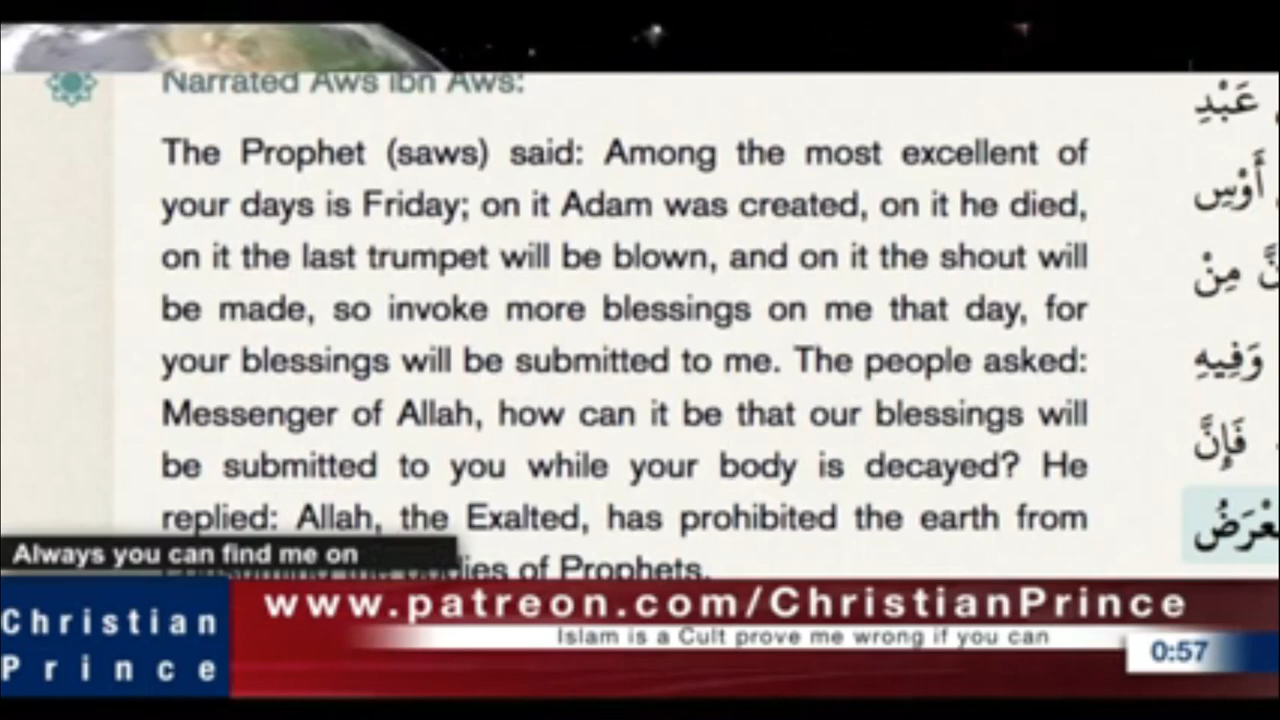 Narrated Aws ibn Aws:
The Prophet (saws) said: Among the most excellent of
your days is Friday; on it Adam was created, on it he died,
on it the last trumpet will be blown, and on it the shout will
be made, so invoke more blessings on me that day, for
your blessings will be submitted to me. The people asked:
Messenger of Allah, how can it be that our blessings will
be submitted to you while your body is decayed? He
replied: Allah, the Exalted, has prohibited the earth from
consuming the bodies of Prophets.
عَبْدِ
أَوْسِ
مِنْ
وَفِيهِ
فَإِنَّ
Always you can find me on
Christian
Prince
www.patreon.com/ChristianPrince
Islam is a Cult prove me wrong if you can
0:57